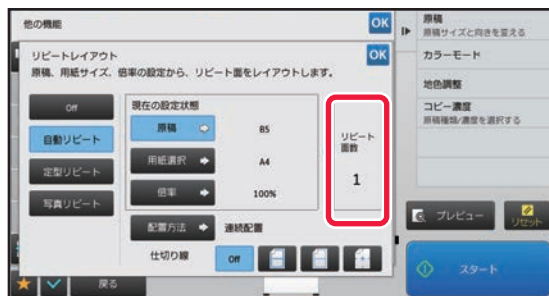 他の機能
OK
リピートレイアウト
OK
原稿、用紙サイズ、倍率の設定から、リピート面をレイアウトします。
Off
自動リピート
定型リピート
写真リピート
現在の設定状態
原稿
B5
用紙選択
A4
倍率
100%
リピート
面数
1
配置方法
連続配置
仕切り線
Off
戻る
原稿
原稿サイズと向きを変える
カラーモード
地色調整
コピー濃度
原稿種類/濃度を選択する
プレビュー
リセット
スタート